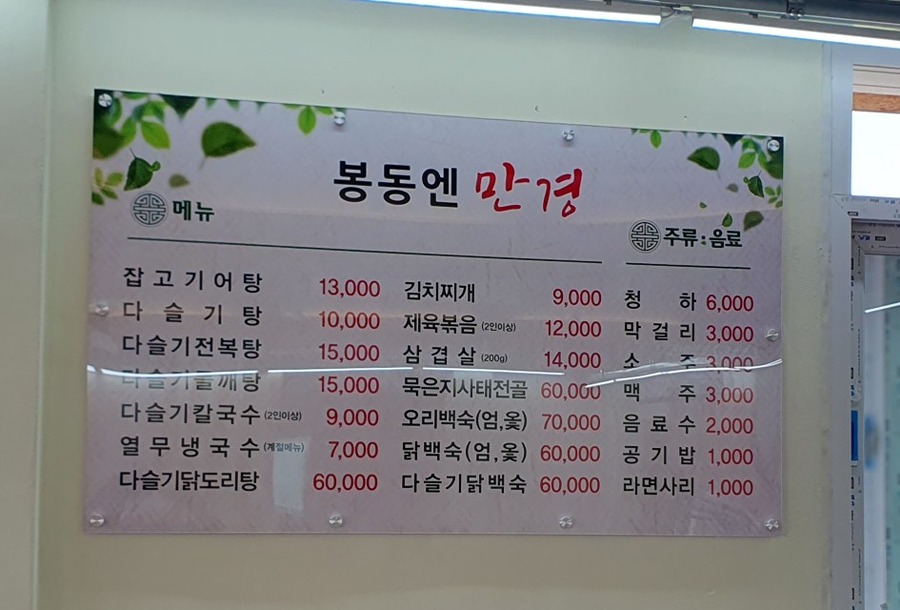 봉동엔 만경
메뉴
잡고기어탕 13,000
다슬기탕 10,000
다슬기전복탕 15,000
다슬기들깨탕 15,000
다슬기칼국수 (2인이상) 9,000
열무냉국수 (계절메뉴) 7,000
다슬기닭도리탕 60,000
김치찌개 9,000
제육볶음 (2인이상) 12,000
삼겹살 (200g) 14,000
묵은지사태전골 60,000
오리백숙(엄,옻) 70,000
닭백숙(엄,옻) 60,000
다슬기닭백숙 60,000
주류:음료
청하 6,000
막걸리 3,000
소주 3,000
맥주 3,000
음료수 2,000
공기밥 1,000
라면사리 1,000